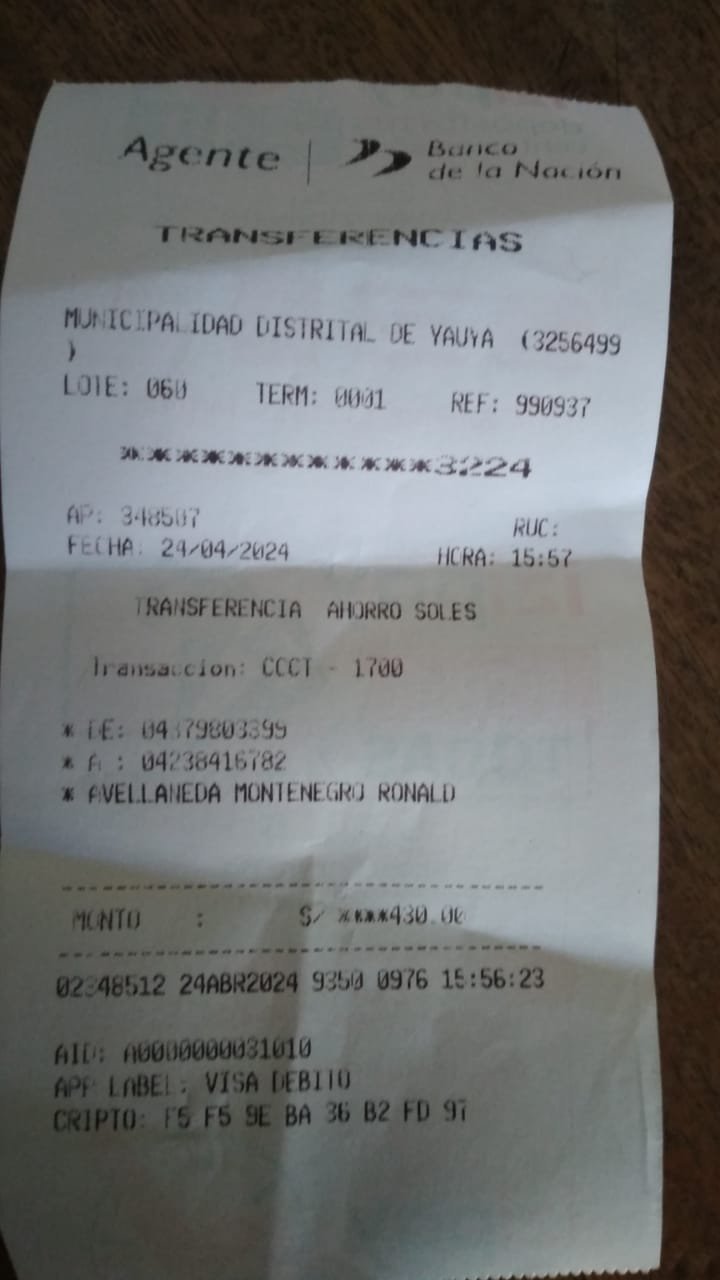 Agente | Banco
de la Nación
TRANSFERENCIAS
MUNICIPALIDAD DISTRITAL DE YAUYA (3256499
)
LOTE: 060 TERM: 0001 REF: 990937
************3224
AP: 348507 RUC:
FECHA: 24/04/2024 HORA: 15:57
TRANSFERENCIA AHORRO SOLES
Transaccion: CCCT - 1700
* DE: 04379803399
* A : 04238416782
* AVELLANEDA MONTENEGRO RONALD
MONTO : S/ ****430.00
02348512 24ABR2024 9350 0976 15:56:23
AID: A0000000031010
APP LABEL: VISA DEBITO
CRIPTO: F5 F5 9E BA 36 B2 FD 97